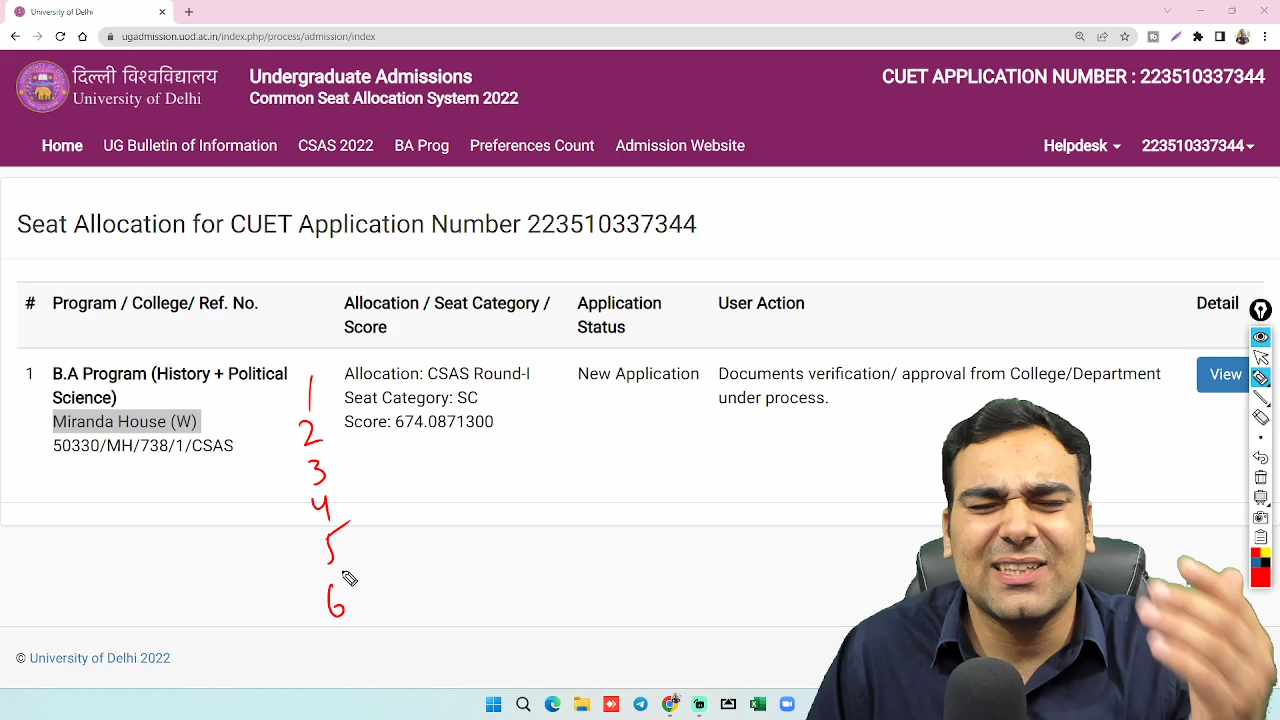 University of Delhi
ugadmission.uod.ac.in/index.php/process/admission/index
दिल्ली विश्वविद्यालय
University of Delhi
Undergraduate Admissions
Common Seat Allocation System 2022
CUET APPLICATION NUMBER : 223510337344
Home UG Bulletin of Information CSAS 2022 BA Prog Preferences Count Admission Website Helpdesk 223510337344
Seat Allocation for CUET Application Number 223510337344
# Program / College/ Ref. No. Allocation / Seat Category / Score Application Status User Action Detail
1 B.A Program (History + Political Science)
Miranda House (W)
50330/MH/738/1/CSAS
Allocation: CSAS Round-I
Seat Category: SC
Score: 674.0871300
New Application
Documents verification/ approval from College/Department
under process.
View
1
2
3
4
5
6
© University of Delhi 2022